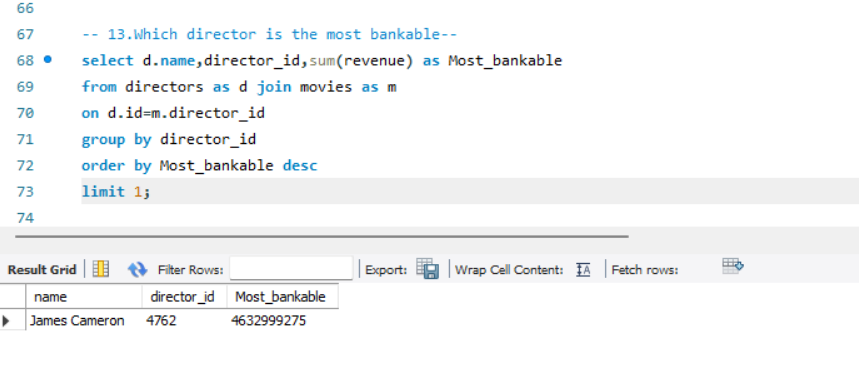 66
67 -- 13.Which director is the most bankable--
68 select d.name,director_id,sum(revenue) as Most_bankable
69 from directors as d join movies as m
70 on d.id=m.director_id
71 group by director_id
72 order by Most_bankable desc
73 limit 1;
74
Result Grid Filter Rows: Export: Wrap Cell Content: IA Fetch rows:
name director_id Most_bankable
James Cameron 4762 4632999275